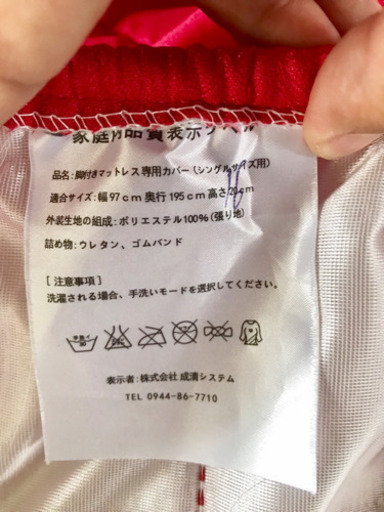 家庭用品質表示ラベル
品名:脚付きマットレス専用カバー(シングルサイズ用)
適合サイズ:幅97cm 奥行195cm 高さ20cm
外装生地の組成:ポリエステル100%(張り地)
詰め物:ウレタン、ゴムバンド
[ 注意事項 ]
洗濯される場合、手洗いモードを選択してください。
表示者:株式会社 成清システム
TEL 0944-86-7710